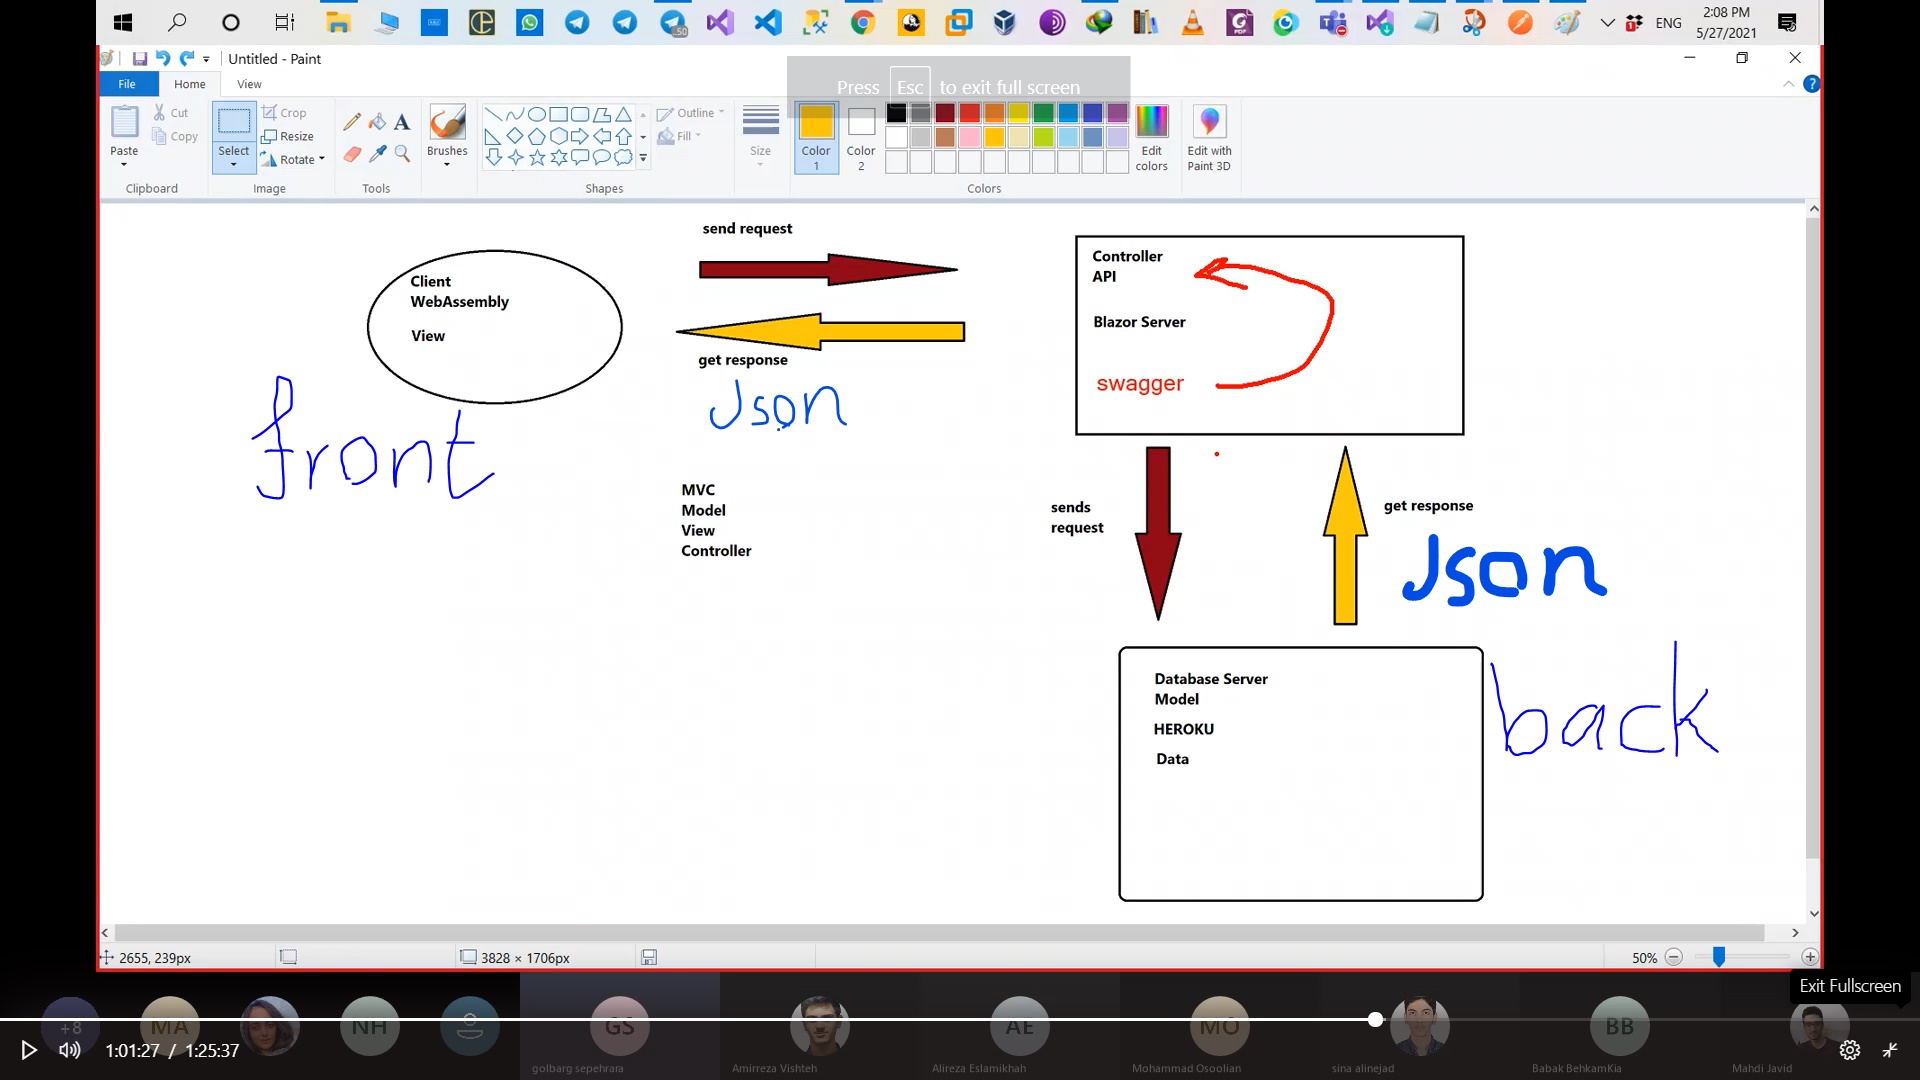 50
ENG
2:08 PM
5/27/2021
Untitled - Paint
Press Esc to exit full screen
File
Home
View
Paste
Cut
Copy
Clipboard
Select
Crop
Resize
Rotate
Image
Tools
Brushes
Shapes
Outline
Fill
Size
Color 1
Color 2
Colors
Edit colors
Edit with Paint 3D
send request
Client
WebAssembly
View
get response
Json
front
Controller
API
Blazor Server
swagger
MVC
Model
View
Controller
sends
request
get response
Json
Database Server
Model
HEROKU
Data
back
2655, 239px
3828 × 1706px
50%
Exit Fullscreen
+8
MA
NH
GS
AE
MO
BB
1:01:27 / 1:25:37
golbarg sepehrara
Amirreza Vishteh
Alireza Eslamikhah
Mohammad Osoolian
sina alinejad
Babak BehkamKia
Mahdi Javid